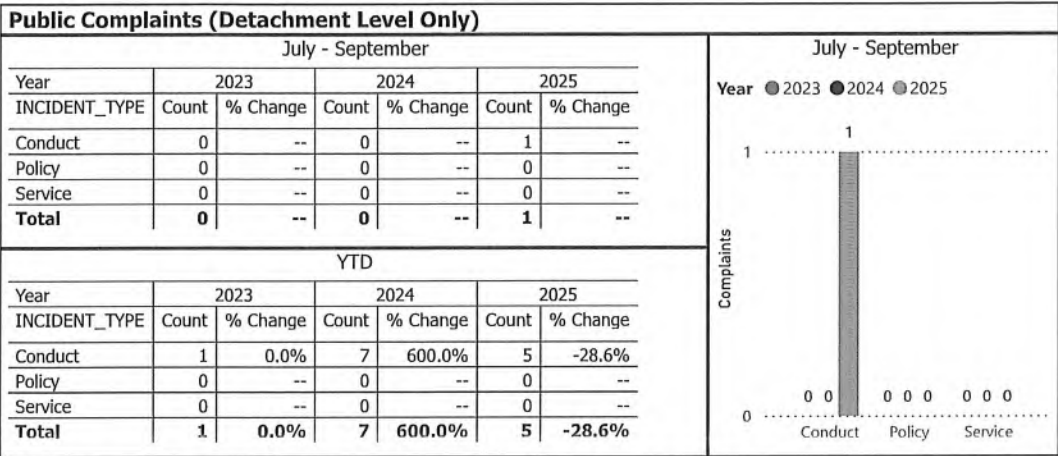 Public Complaints (Detachment Level Only)
July - September
Year 2023 2024 2025
INCIDENT_TYPE Count % Change Count % Change Count % Change
Conduct 0 -- 0 -- 1 --
Policy 0 -- 0 -- 0 --
Service 0 -- 0 -- 0 --
Total 0 -- 0 -- 1 --
YTD
Year 2023 2024 2025
INCIDENT_TYPE Count % Change Count % Change Count % Change
Conduct 1 0.0% 7 600.0% 5 -28.6%
Policy 0 -- 0 -- 0 --
Service 0 -- 0 -- 0 --
Total 1 0.0% 7 600.0% 5 -28.6%
July - September
Year 2023 2024 2025
1
1
Complaints
0 0 0 0 0 0 0 0
0
Conduct Policy Service